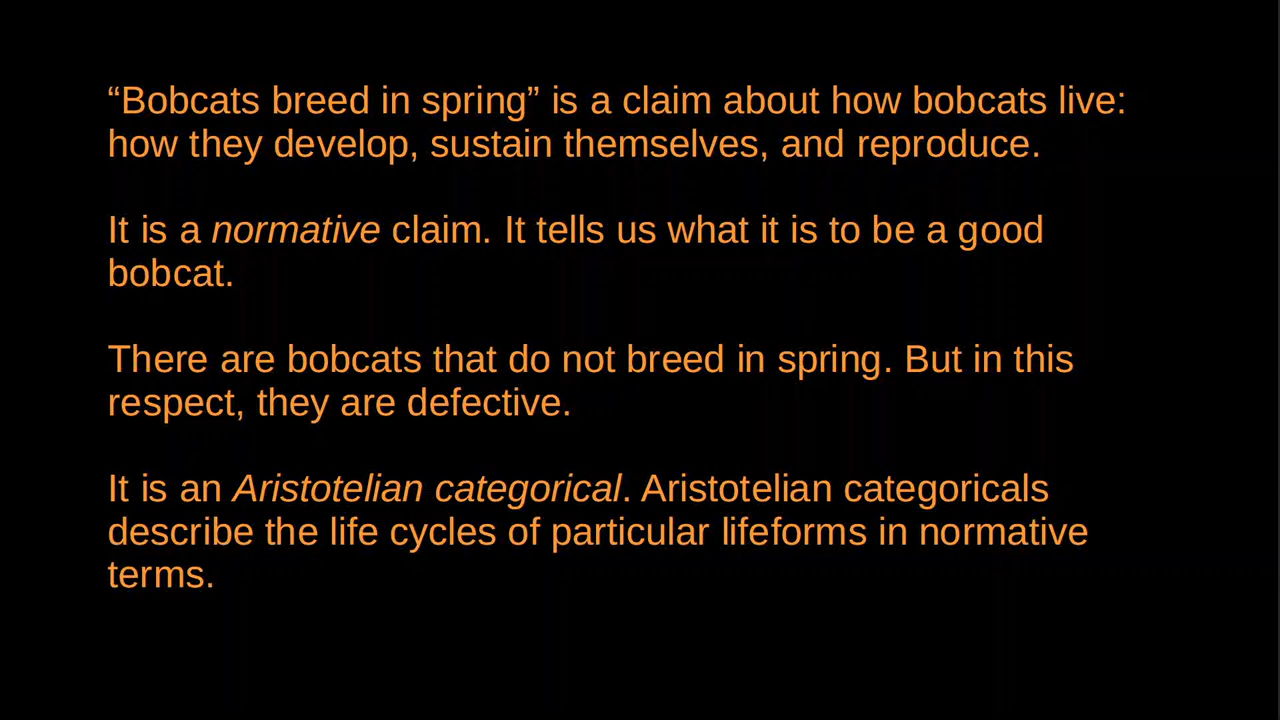 “Bobcats breed in spring” is a claim about how bobcats live:
how they develop, sustain themselves, and reproduce.
It is a normative claim. It tells us what it is to be a good
bobcat.
There are bobcats that do not breed in spring. But in this
respect, they are defective.
It is an Aristotelian categorical. Aristotelian categoricals
describe the life cycles of particular lifeforms in normative
terms.